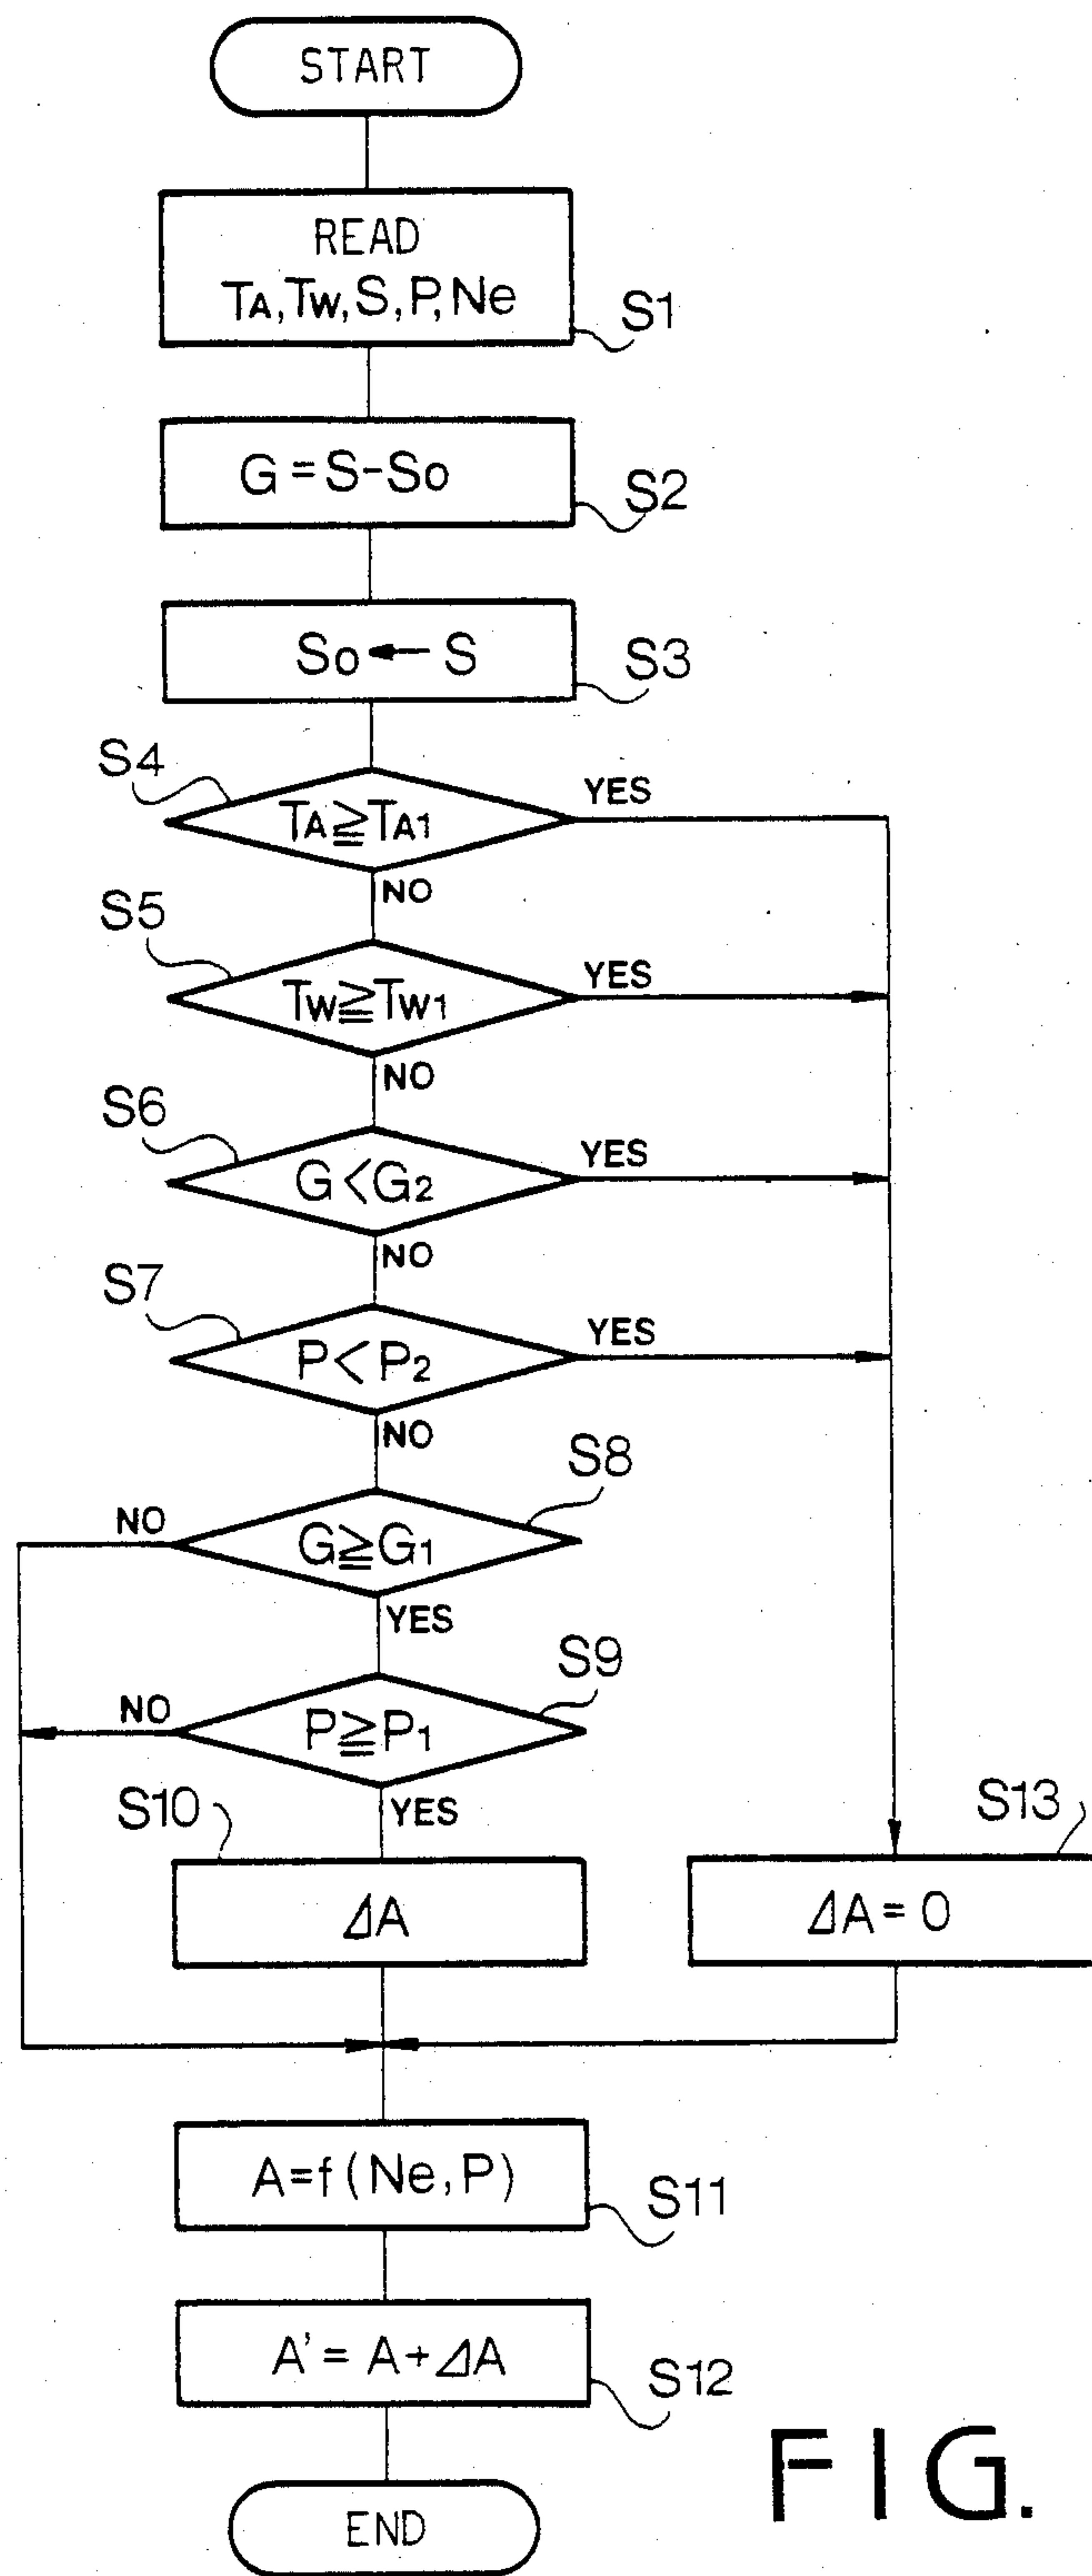 START
READ
TA, Tw, S, P, Ne
S1
G = S - So
S2
So ← S
S3
S4
TA ≧ TA1
YES
NO
S5
Tw ≧ Tw1
YES
NO
S6
G < G2
YES
NO
S7
P < P2
YES
NO
S8
NO
G ≧ G1
YES
S9
NO
P ≧ P1
YES
S10
ΔA
S13
ΔA = 0
A = f (Ne, P)
S11
A' = A + ΔA
S12
END
FIG.